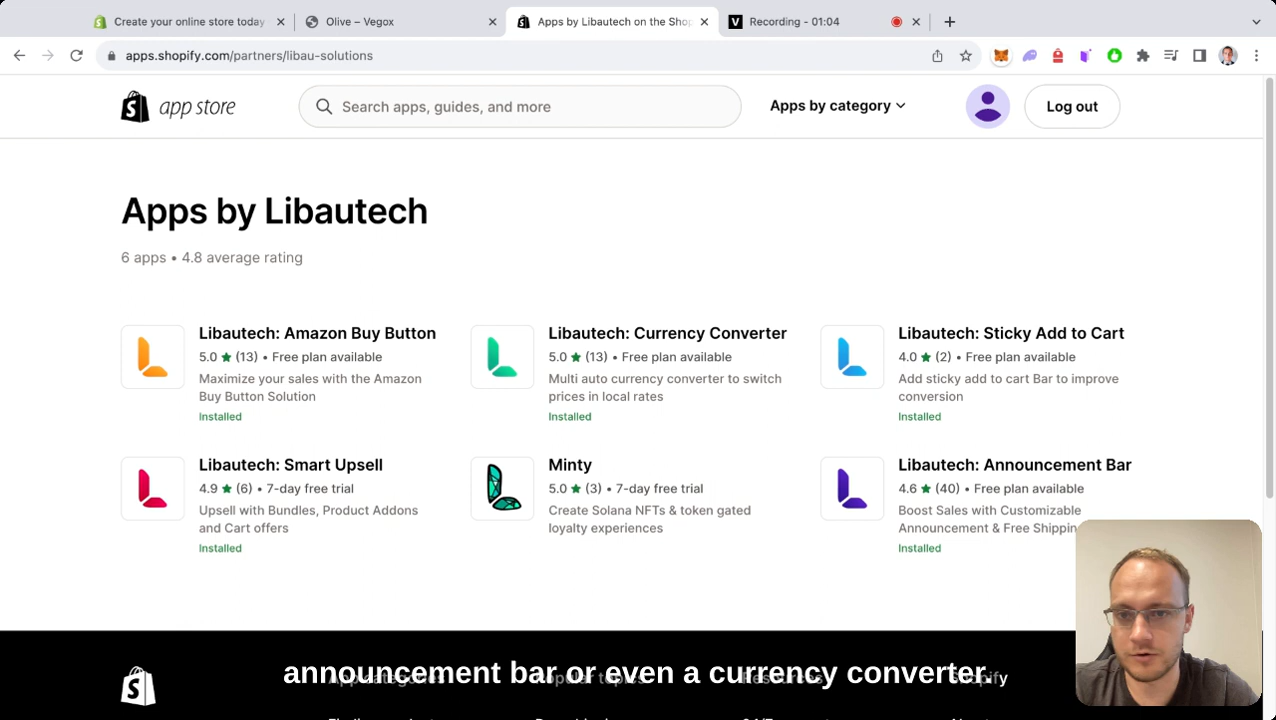 Create your online store today
Olive – Vegox
Apps by Libautech on the Sho
Recording - 01:04
apps.shopify.com/partners/libau-solutions
app store
Search apps, guides, and more
Apps by category
Log out
Apps by Libautech
6 apps • 4.8 average rating
Libautech: Amazon Buy Button
5.0 ★ (13) • Free plan available
Maximize your sales with the Amazon
Buy Button Solution
Installed
Libautech: Currency Converter
5.0 ★ (13) • Free plan available
Multi auto currency converter to switch
prices in local rates
Installed
Libautech: Sticky Add to Cart
4.0 ★ (2) • Free plan available
Add sticky add to cart Bar to improve
conversion
Installed
Libautech: Smart Upsell
4.9 ★ (6) • 7-day free trial
Upsell with Bundles, Product Addons
and Cart offers
Installed
Minty
5.0 ★ (3) • 7-day free trial
Create Solana NFTs & token gated
loyalty experiences
Libautech: Announcement Bar
4.6 ★ (40) • Free plan available
Boost Sales with Customizable
Announcement & Free Shippin
Installed
announcement bar or even a currency converter
App categories Popular topics Resources Shopify